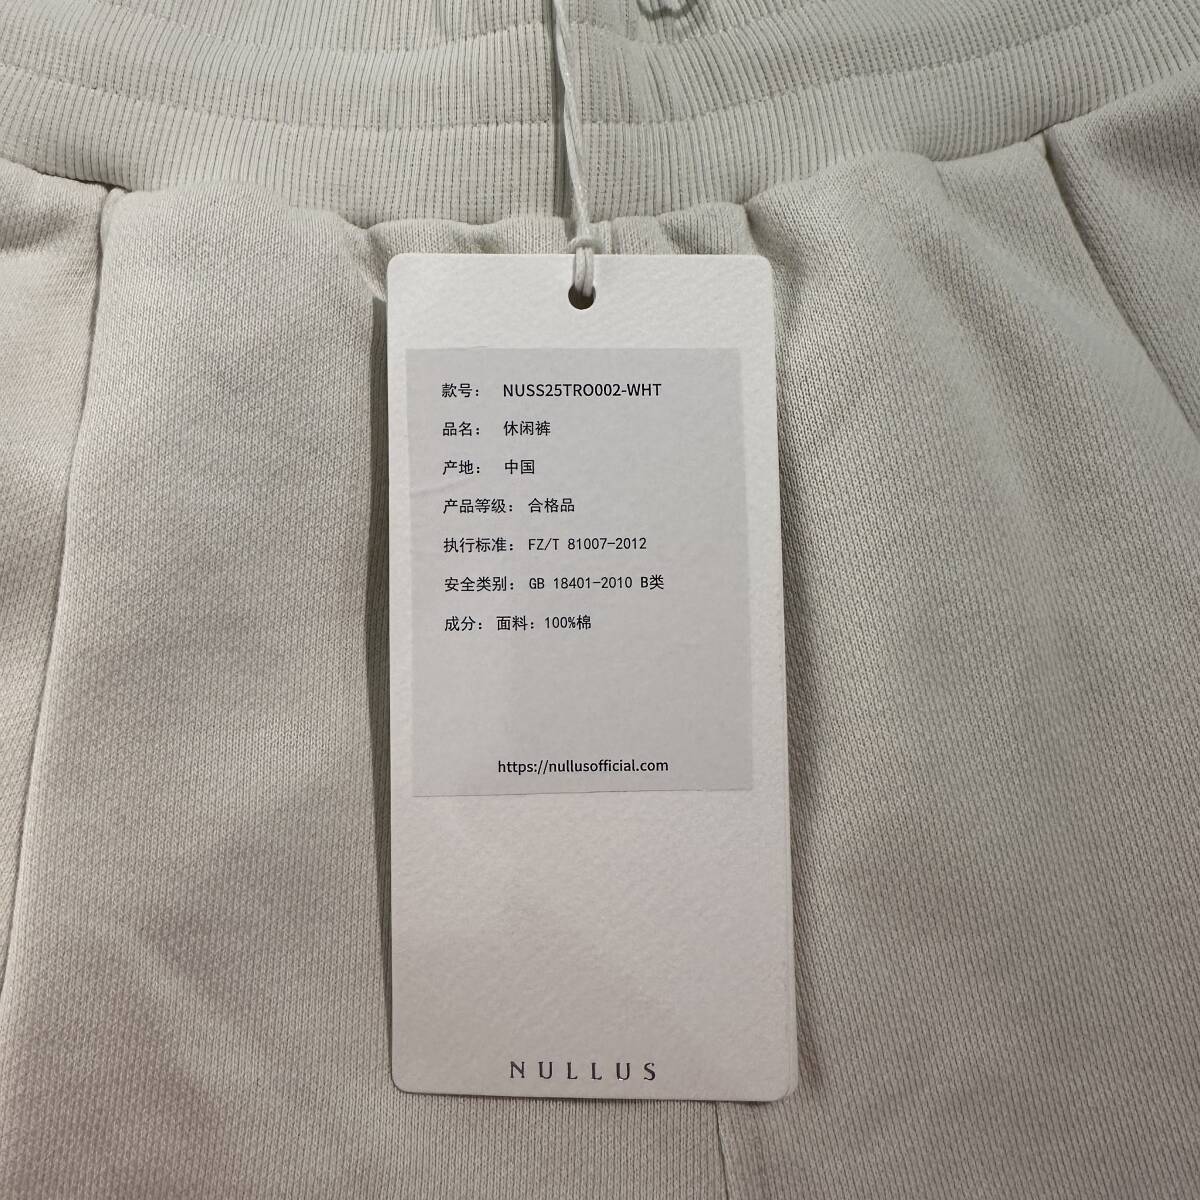 款号： NUSS25TRO002-WHT
品名： 休闲裤
产地： 中国
产品等级： 合格品
执行标准： FZ/T 81007-2012
安全类别： GB 18401-2010 B类
成分： 面料： 100%棉
https://nullusofficial.com
NULLUS